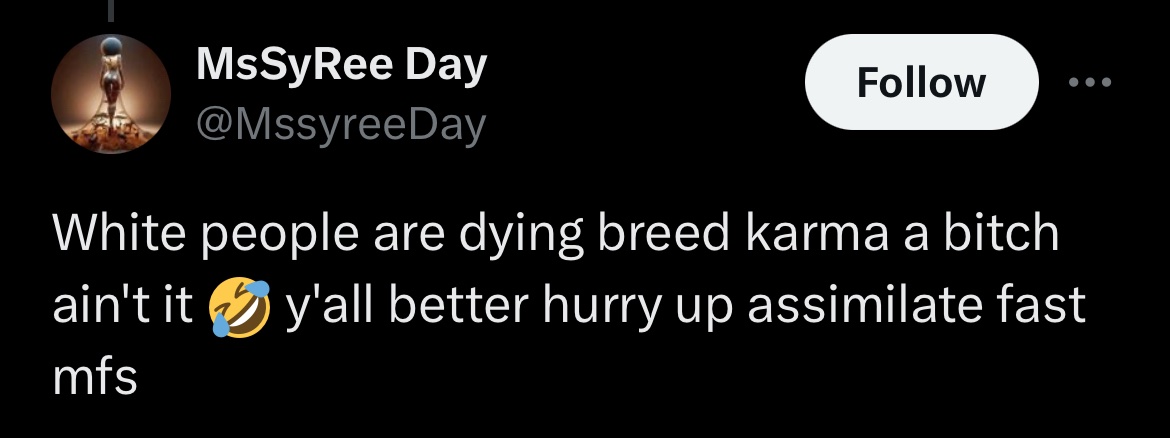 MsSyRee Day
Follow
@MssyreeDay
White people are dying breed karma a bitch
ain't it 🤣 y'all better hurry up assimilate fast
mfs